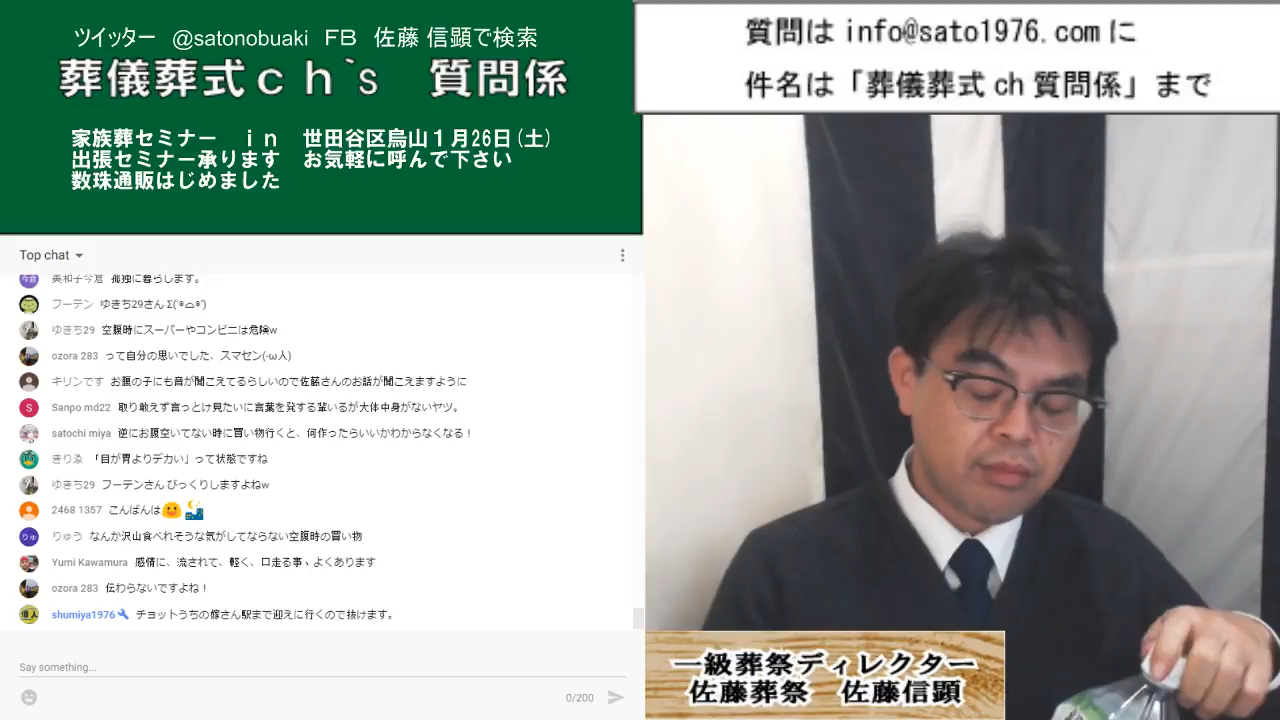 ツイッター @satonobuaki FB 佐藤 信顕で検索
葬儀葬式ch`s 質問係
家族葬セミナー in 世田谷区烏山1月26日(土)
出張セミナー承ります お気軽に呼んで下さい
数珠通販はじめました
質問は info@sato1976.com に
件名は「葬儀葬式 ch 質問係」まで
Top chat
美和子今息 孤独に暮らします。
フーテン ゆきち29さん Σ(
ゆきち29 空腹時にスーパーやコンビニは危険w
ozora 283 って自分の思いでした、スマセン(-ω人)
キリンです お腹の子にも音が聞こえてるらしいので佐藤さんのお話が聞こえますように
S Sanpo md22 取り敢えず言っとけ見たいに言葉を発する輩いるが大体中身がないヤツ。
satochi miya 逆にお腹空いてない時に買い物行くと、何作ったらいいかわからなくなる！
きりゑ 「目が胃よりデカい」って状態ですね
ゆきち29 フーテンさん びっくりしますよねw
2468 1357 こんばんは
りゅ りゅう なんか沢山食べれそうな気がしてならない空腹時の買い物
Yumi Kawamura 感情に、流されて、軽く、口走る事、よくあります
ozora 283 伝わらないですよね！
shumiya1976 チョットうちの嫁さん駅まで迎えに行くので抜けます。
Say something...
0/200
一級葬祭ディレクター
佐藤葬祭 佐藤信顕